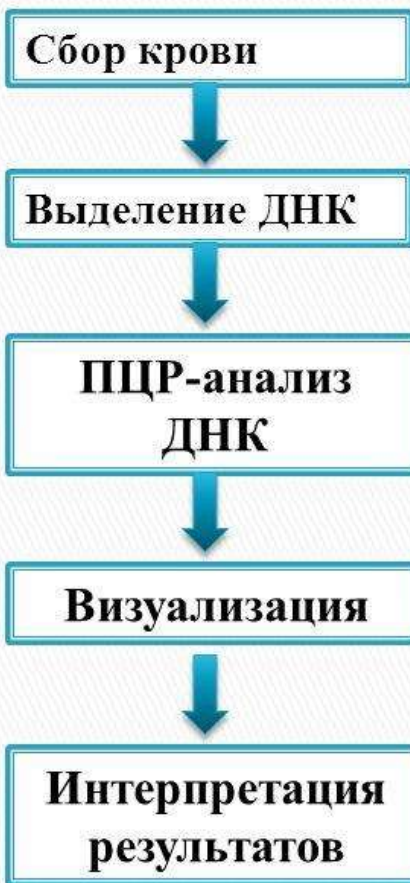 Сбор крови
Выделение ДНК
ПЦР-анализ
ДНК
Визуализация
Интерпретация
результатов